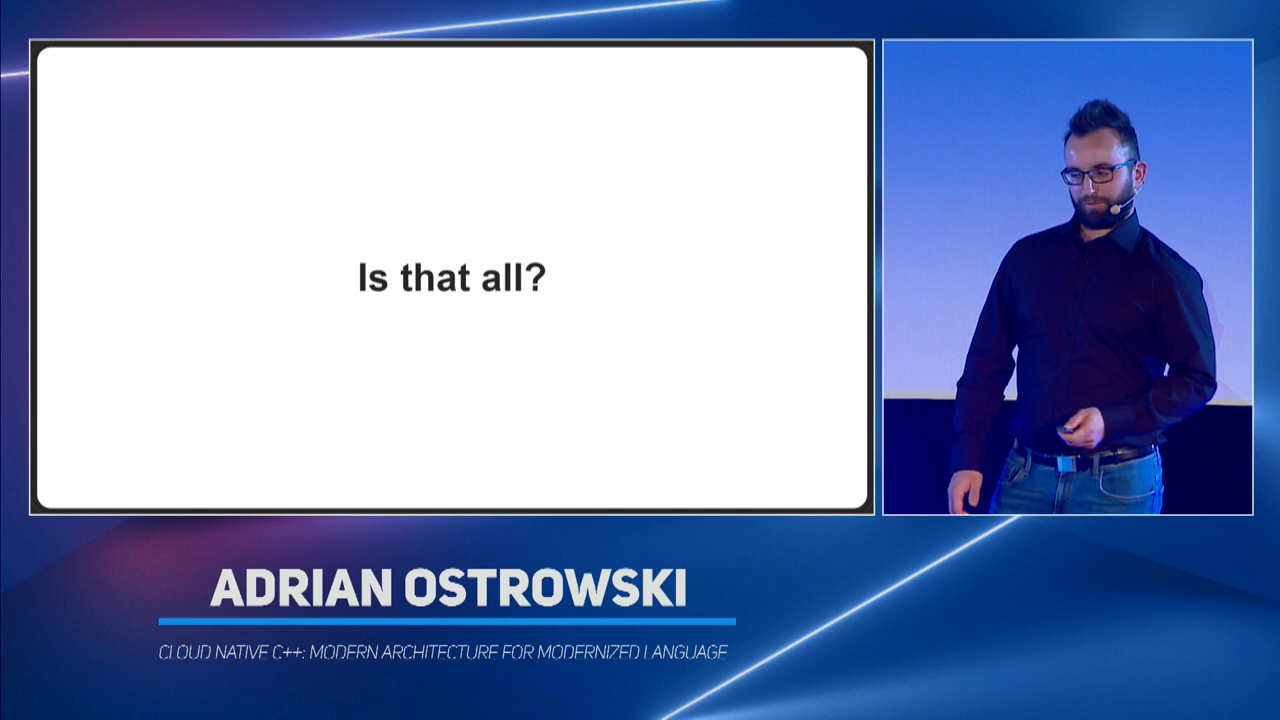 Is that all?
ADRIAN OSTROWSKI
CLOUD NATIVE C++: MODERN ARCHITECTURE FOR MODERNIZED LANGUAGE